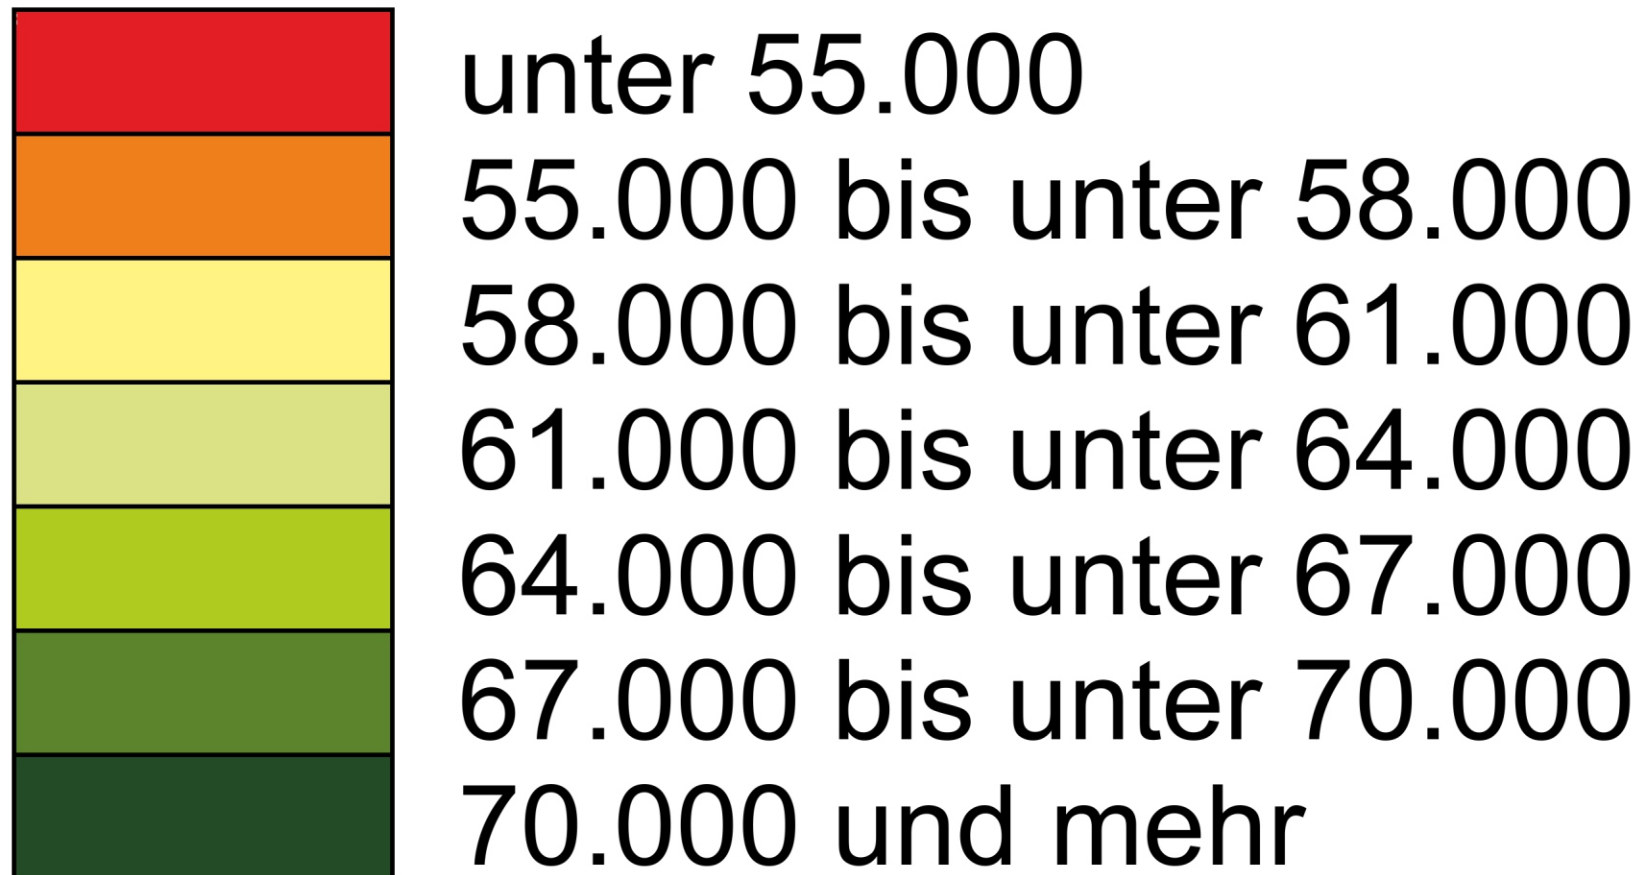 unter 55.000
55.000 bis unter 58.000
58.000 bis unter 61.000
61.000 bis unter 64.000
64.000 bis unter 67.000
67.000 bis unter 70.000
70.000 und mehr